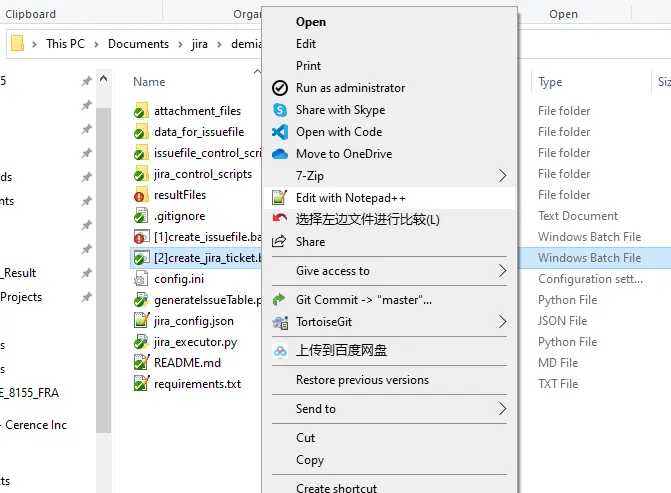 Clipboard
Orga
Open
This PC > Documents > jira > demia
5
ds
nts
_Result
Projects
s
s
E_8155_FRA
- Cerence Inc
ts
Name
Type
Siz
attachment_files
File folder
data_for_issuefile
File folder
issuefile_control_scri
File folder
jira_control_scripts
File folder
resultFiles
File folder
.gitignore
Text Document
[1]create_issuefile.ba
Windows Batch File
[2]create_jira_ticket.b
Windows Batch File
config.ini
Configuration sett...
generateIssueTable.p
Python File
jira_config.json
JSON File
jira_executor.py
Python File
README.md
MD File
requirements.txt
TXT File
Open
Edit
Print
Run as administrator
Share with Skype
Open with Code
Move to OneDrive
7-Zip
Edit with Notepad++
选择左边文件进行比较(L)
Share
Give access to
Git Commit -> "master"...
TortoiseGit
上传到百度网盘
Restore previous versions
Send to
Cut
Copy
Create shortcut